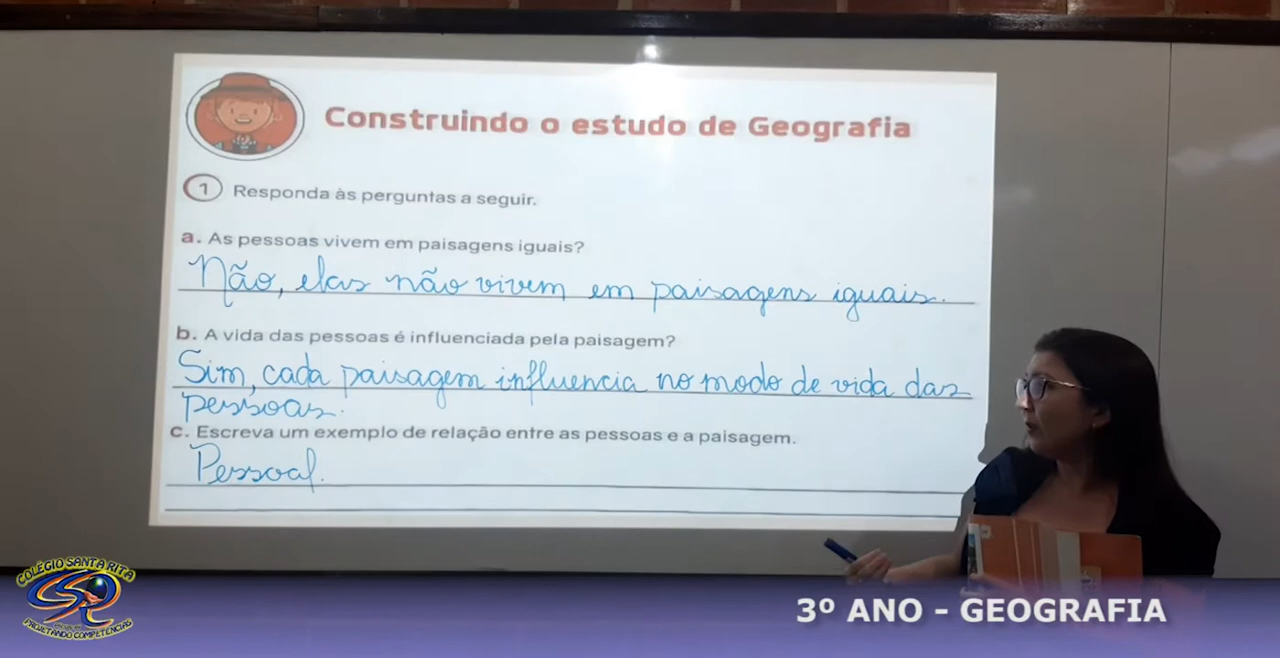 Construindo o estudo de Geografia
1 Responda às perguntas a seguir.
a. As pessoas vivem em paisagens iguais?
Não, elas não vivem em paisagens iguais.
b. A vida das pessoas é influenciada pela paisagem?
Sim, cada paisagem influencia no modo de vida das
pessoas.
c. Escreva um exemplo de relação entre as pessoas e a paisagem.
Pessoal.
COLÉGIO SANTA RITA
PROJETANDO COMPETÊNCIAS
3º ANO - GEOGRAFIA